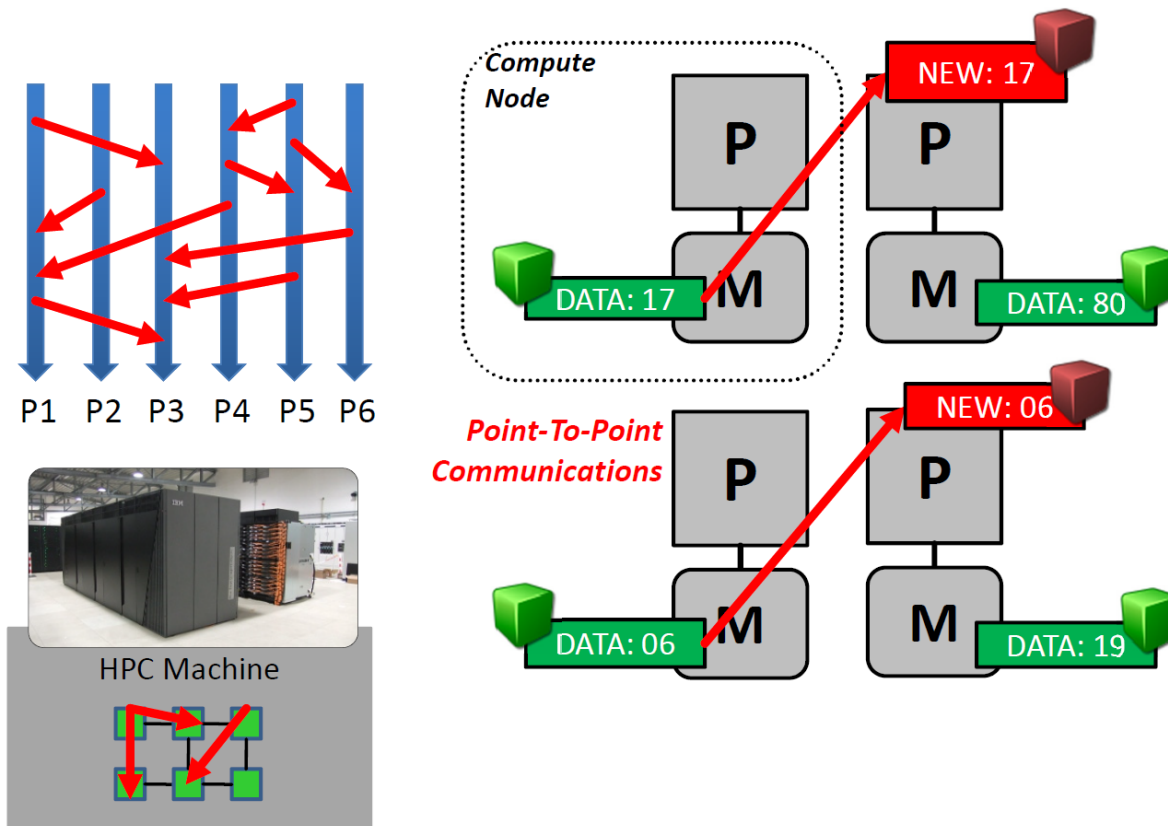 P1 P2 P3 P4 P5 P6
IBM
HPC Machine
Compute
Node
P
P
NEW: 17
M
M
DATA: 17
DATA: 80
Point-To-Point
Communications
P
P
NEW: 06
M
M
DATA: 06
DATA: 19